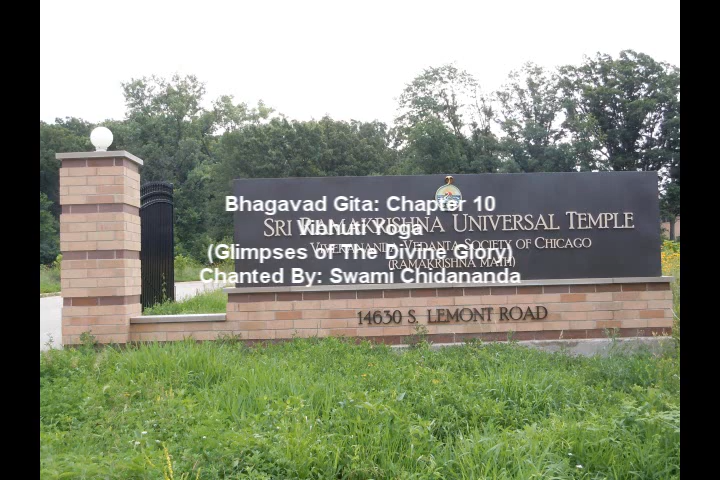 Bhagavad Gita: Chapter 10
SRI RAMAKRISHNA UNIVERSAL TEMPLE
Vibhuti Yoga
VIVEKANANDA VEDANTA SOCIETY OF CHICAGO
(Glimpses of The Divine Glory)
(RAMAKRISHNA MATH)
Chanted By: Swami Chidananda
14630 S. LEMONT ROAD